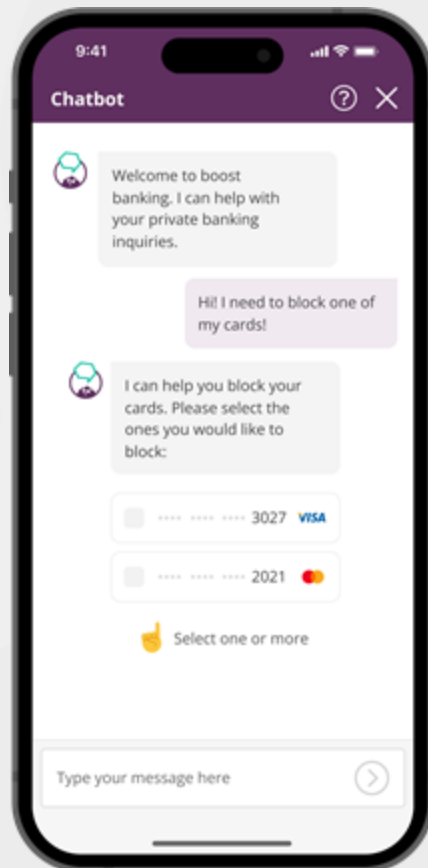 9:41
Chatbot
Welcome to boost
banking. I can help with
your private banking
inquiries.
Hi! I need to block one of
my cards!
I can help you block your
cards. Please select the
ones you would like to
block:
•••• •••• •••• 3027 VISA
•••• •••• •••• 2021
Select one or more
Type your message here